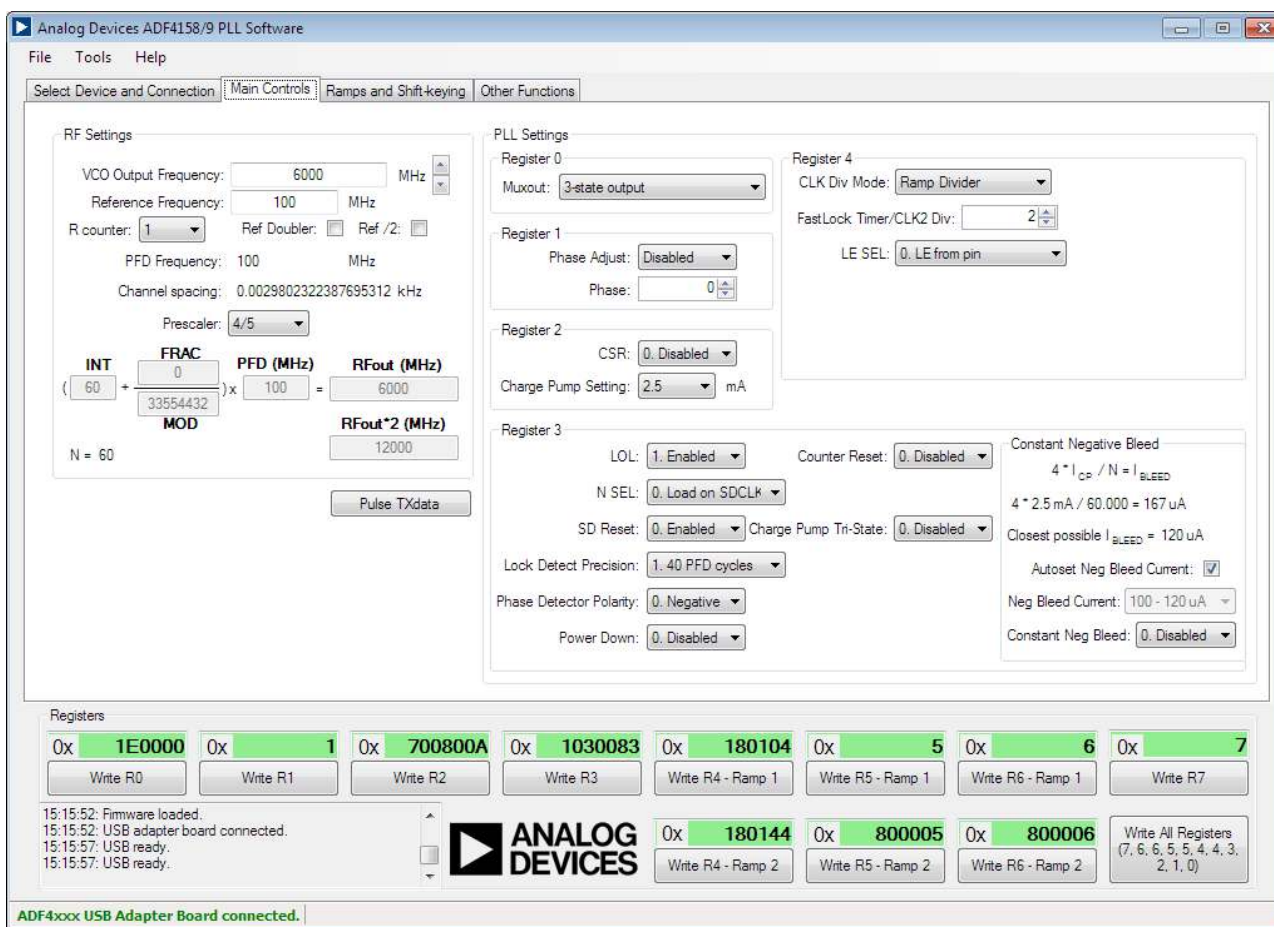 Analog Devices ADF4158/9 PLL Software
File Tools Help
Select Device and Connection Main Controls Ramps and Shift-keying Other Functions
RF Settings
VCO Output Frequency: 6000 MHz
Reference Frequency: 100 MHz
R counter: 1 Ref Doubler: Ref /2:
PFD Frequency: 100 MHz
Channel spacing: 0.0029802322387695312 kHz
Prescaler: 4/5
INT FRAC PFD (MHz) RFout (MHz)
( 60 + 0 / 33554432 ) x 100 = 6000
MOD RFout*2 (MHz)
N = 60 12000
Pulse TXdata
PLL Settings
Register 0
Muxout: 3-state output
Register 1
Phase Adjust: Disabled
Phase: 0
Register 2
CSR: 0. Disabled
Charge Pump Setting: 2.5 mA
Register 4
CLK Div Mode: Ramp Divider
FastLock Timer/CLK2 Div: 2
LE SEL: 0. LE from pin
Register 3
LOL: 1. Enabled Counter Reset: 0. Disabled
N SEL: 0. Load on SDCLK
SD Reset: 0. Enabled Charge Pump Tri-State: 0. Disabled
Lock Detect Precision: 1. 40 PFD cycles
Phase Detector Polarity: 0. Negative
Power Down: 0. Disabled
Constant Negative Bleed
4 * I CP / N = I BLEED
4 * 2.5 mA / 60.000 = 167 uA
Closest possible I BLEED = 120 uA
Autoset Neg Bleed Current:
Neg Bleed Current: 100 - 120 uA
Constant Neg Bleed: 0. Disabled
Registers
0x 1E0000 0x 1 0x 700800A 0x 1030083 0x 180104 0x 5 0x 6 0x 7
Write R0 Write R1 Write R2 Write R3 Write R4 - Ramp 1 Write R5 - Ramp 1 Write R6 - Ramp 1 Write R7
15:15:52: Firmware loaded.
15:15:52: USB adapter board connected.
15:15:57: USB ready.
15:15:57: USB ready.
ANALOG
DEVICES
0x 180144 0x 800005 0x 800006
Write R4 - Ramp 2 Write R5 - Ramp 2 Write R6 - Ramp 2
Write All Registers
(7, 6, 6, 5, 5, 4, 4, 3,
2, 1, 0)
ADF4xxx USB Adapter Board connected.